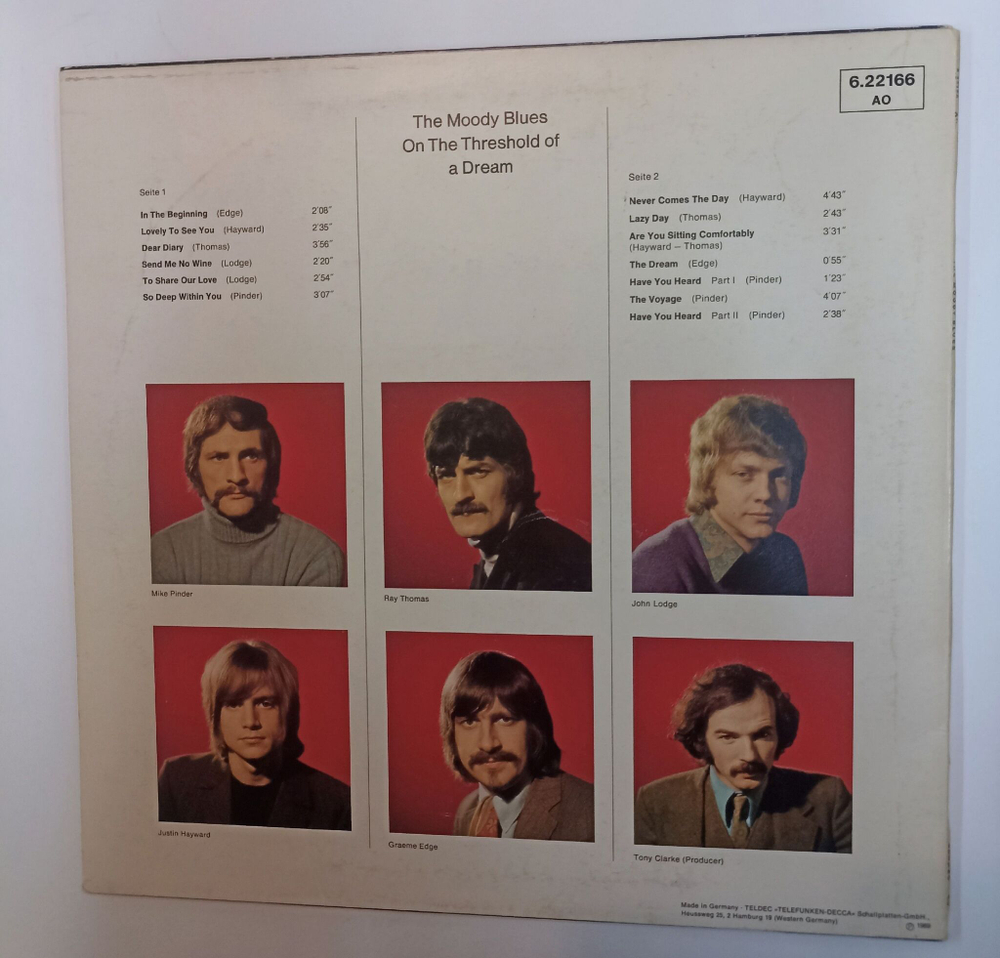 6.22166
AO
The Moody Blues
On The Threshold of
a Dream
Seite 1
In The Beginning (Edge) 2'08"
Lovely To See You (Hayward) 2'35"
Dear Diary (Thomas) 3'56"
Send Me No Wine (Lodge) 2'20"
To Share Our Love (Lodge) 2'54"
So Deep Within You (Pinder) 3'07"
Seite 2
Never Comes The Day (Hayward) 4'43"
Lazy Day (Thomas) 2'43"
Are You Sitting Comfortably 3'31"
(Hayward – Thomas)
The Dream (Edge) 0'55"
Have You Heard Part I (Pinder) 1'23"
The Voyage (Pinder) 4'07"
Have You Heard Part II (Pinder) 2'38"
Mike Pinder
Ray Thomas
John Lodge
Justin Hayward
Graeme Edge
Tony Clarke (Producer)
Made in Germany · TELDEC »TELEFUNKEN-DECCA« Schallplatten-GmbH.,
Heussweg 25, 2 Hamburg 19 (Western Germany)
℗ 1969